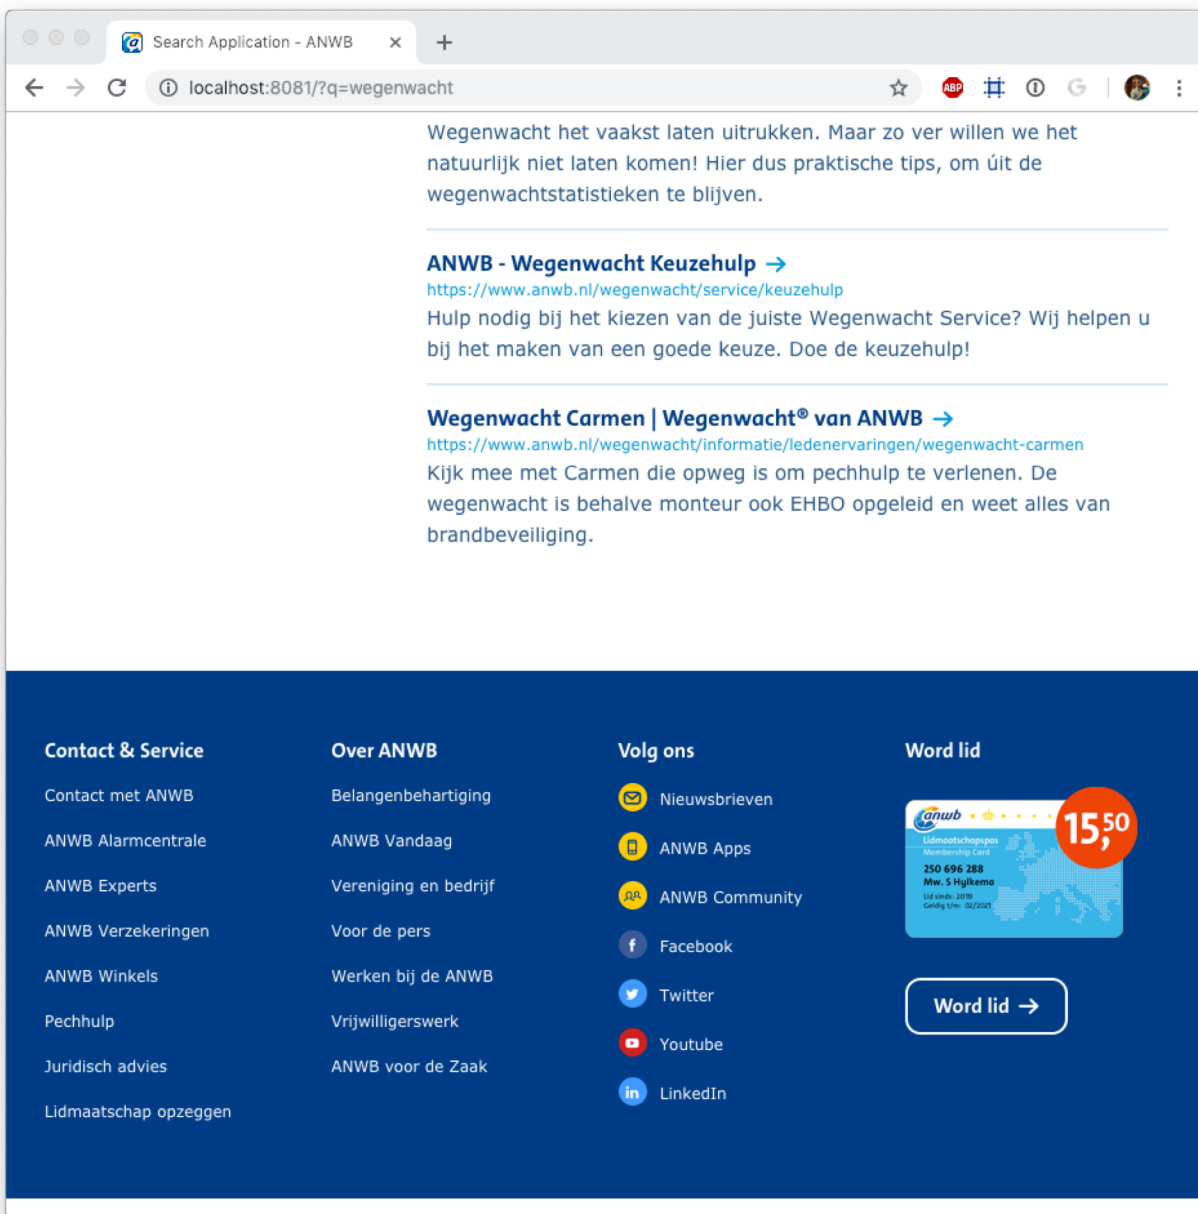 Search Application - ANWB
localhost:8081/?q=wegenwacht
ABP
Wegenwacht het vaakst laten uitrukken. Maar zo ver willen we het
natuurlijk niet laten komen! Hier dus praktische tips, om úit de
wegenwachtstatistieken te blijven.
ANWB - Wegenwacht Keuzehulp →
https://www.anwb.nl/wegenwacht/service/keuzehulp
Hulp nodig bij het kiezen van de juiste Wegenwacht Service? Wij helpen u
bij het maken van een goede keuze. Doe de keuzehulp!
Wegenwacht Carmen | Wegenwacht® van ANWB →
https://www.anwb.nl/wegenwacht/informatie/ledenervaringen/wegenwacht-carmen
Kijk mee met Carmen die opweg is om pechhulp te verlenen. De
wegenwacht is behalve monteur ook EHBO opgeleid en weet alles van
brandbeveiliging.
Contact & Service
Contact met ANWB
ANWB Alarmcentrale
ANWB Experts
ANWB Verzekeringen
ANWB Winkels
Pechhulp
Juridisch advies
Lidmaatschap opzeggen
Over ANWB
Belangenbehartiging
ANWB Vandaag
Vereniging en bedrijf
Voor de pers
Werken bij de ANWB
Vrijwilligerswerk
ANWB voor de Zaak
Volg ons
Nieuwsbrieven
ANWB Apps
ANWB Community
Facebook
Twitter
Youtube
LinkedIn
Word lid
anwb
15,50
Lidmaatschapspas
Membership Card
250 696 288
Mw. S Hylkema
Lid sinds: 2019
Geldig t/m: 02/2021
Word lid →